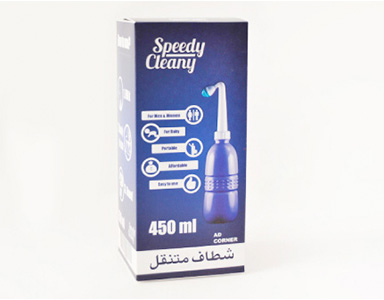 Speedy
Cleany
For Men & Women
For Baby
Portable
Affordable
Easy to use
450 ml
AD
CORNER
شطاف متنقل